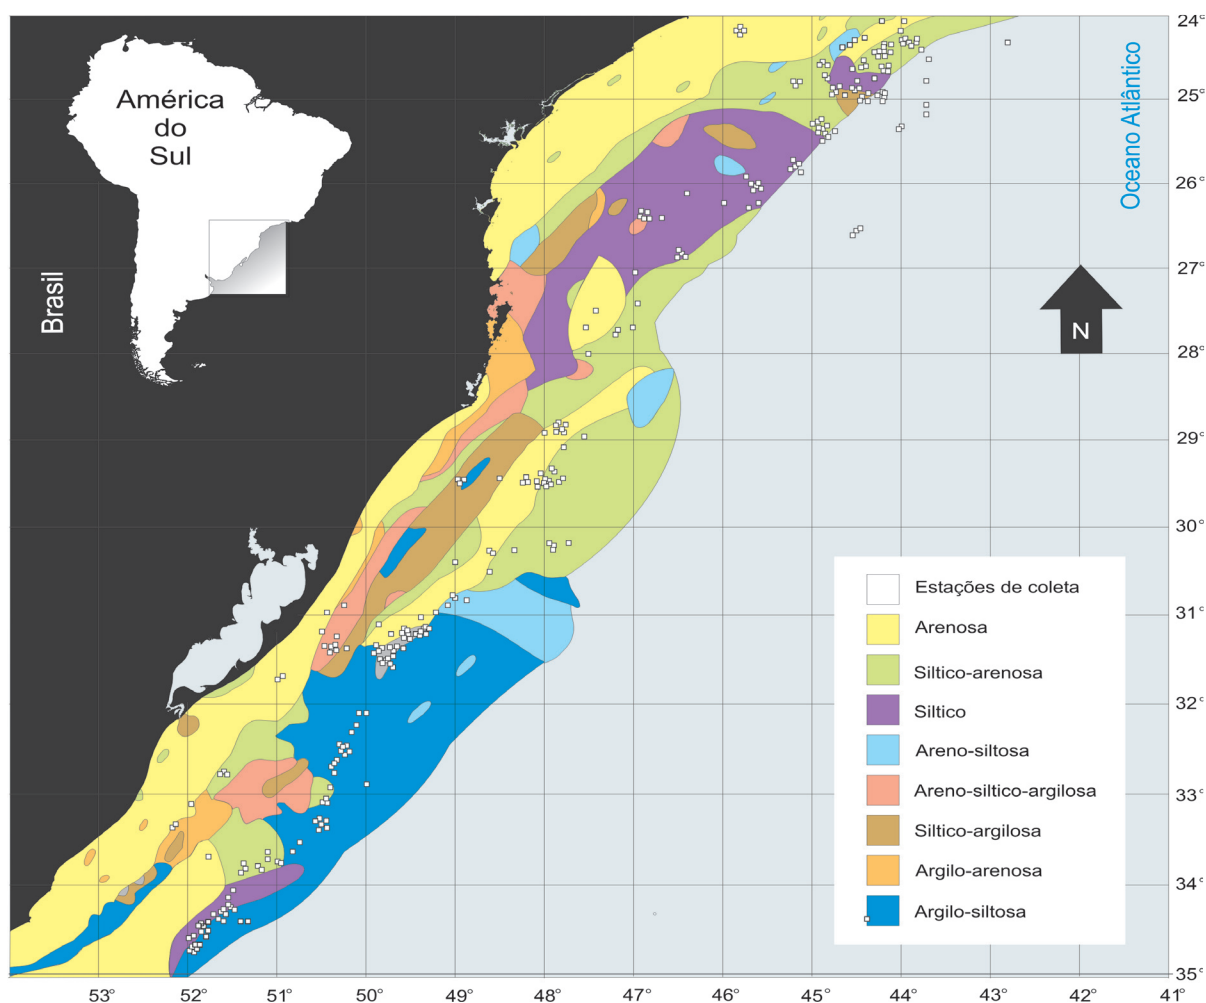 América
do
Sul
Brasil
Oceano Atlântico
N
24°
25°
26°
27°
28°
29°
30°
31°
32°
33°
34°
35°
Estações de coleta
Arenosa
Siltico-arenosa
Siltico
Areno-siltosa
Areno-siltico-argilosa
Siltico-argilosa
Argilo-arenosa
Argilo-siltosa
53° 52° 51° 50° 49° 48° 47° 46° 45° 44° 43° 42° 41°